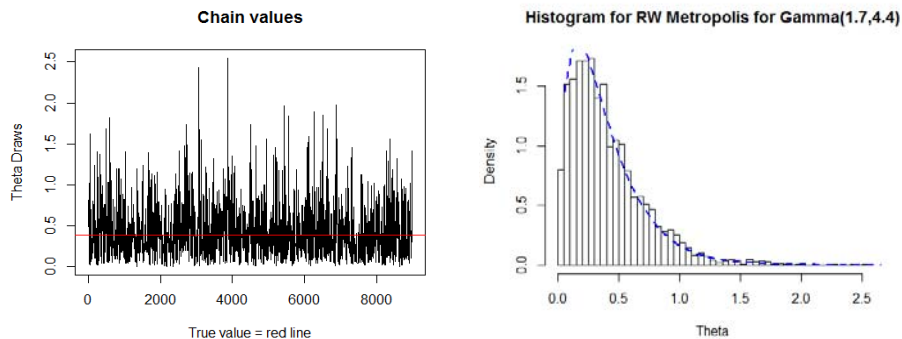 Chain values
Theta Draws
2.5
2.0
1.5
1.0
0.5
0.0
0 2000 4000 6000 8000
True value = red line
Histogram for RW Metropolis for Gamma(1.7,4.4)
Density
1.5
1.0
0.5
0.0
0.0 0.5 1.0 1.5 2.0 2.5
Theta